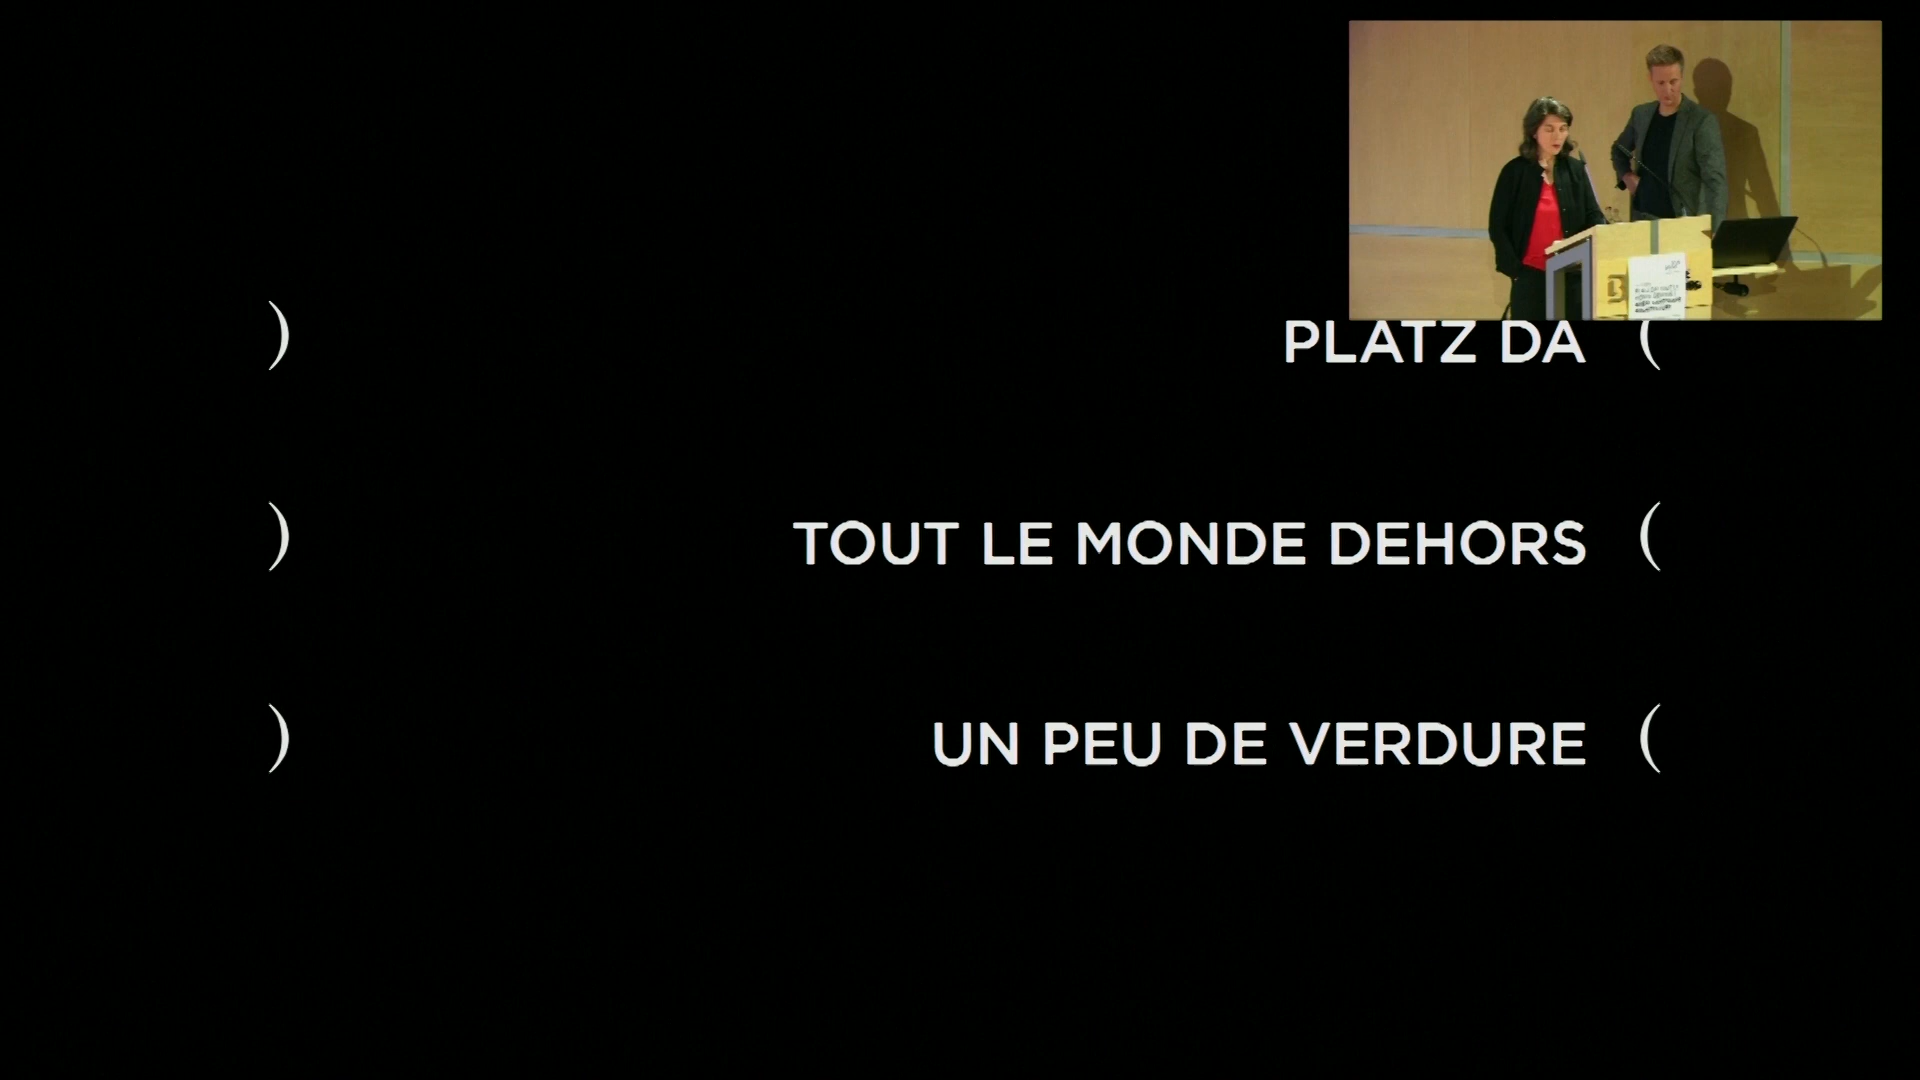 ) PLATZ DA (
) TOUT LE MONDE DEHORS (
) UN PEU DE VERDURE (